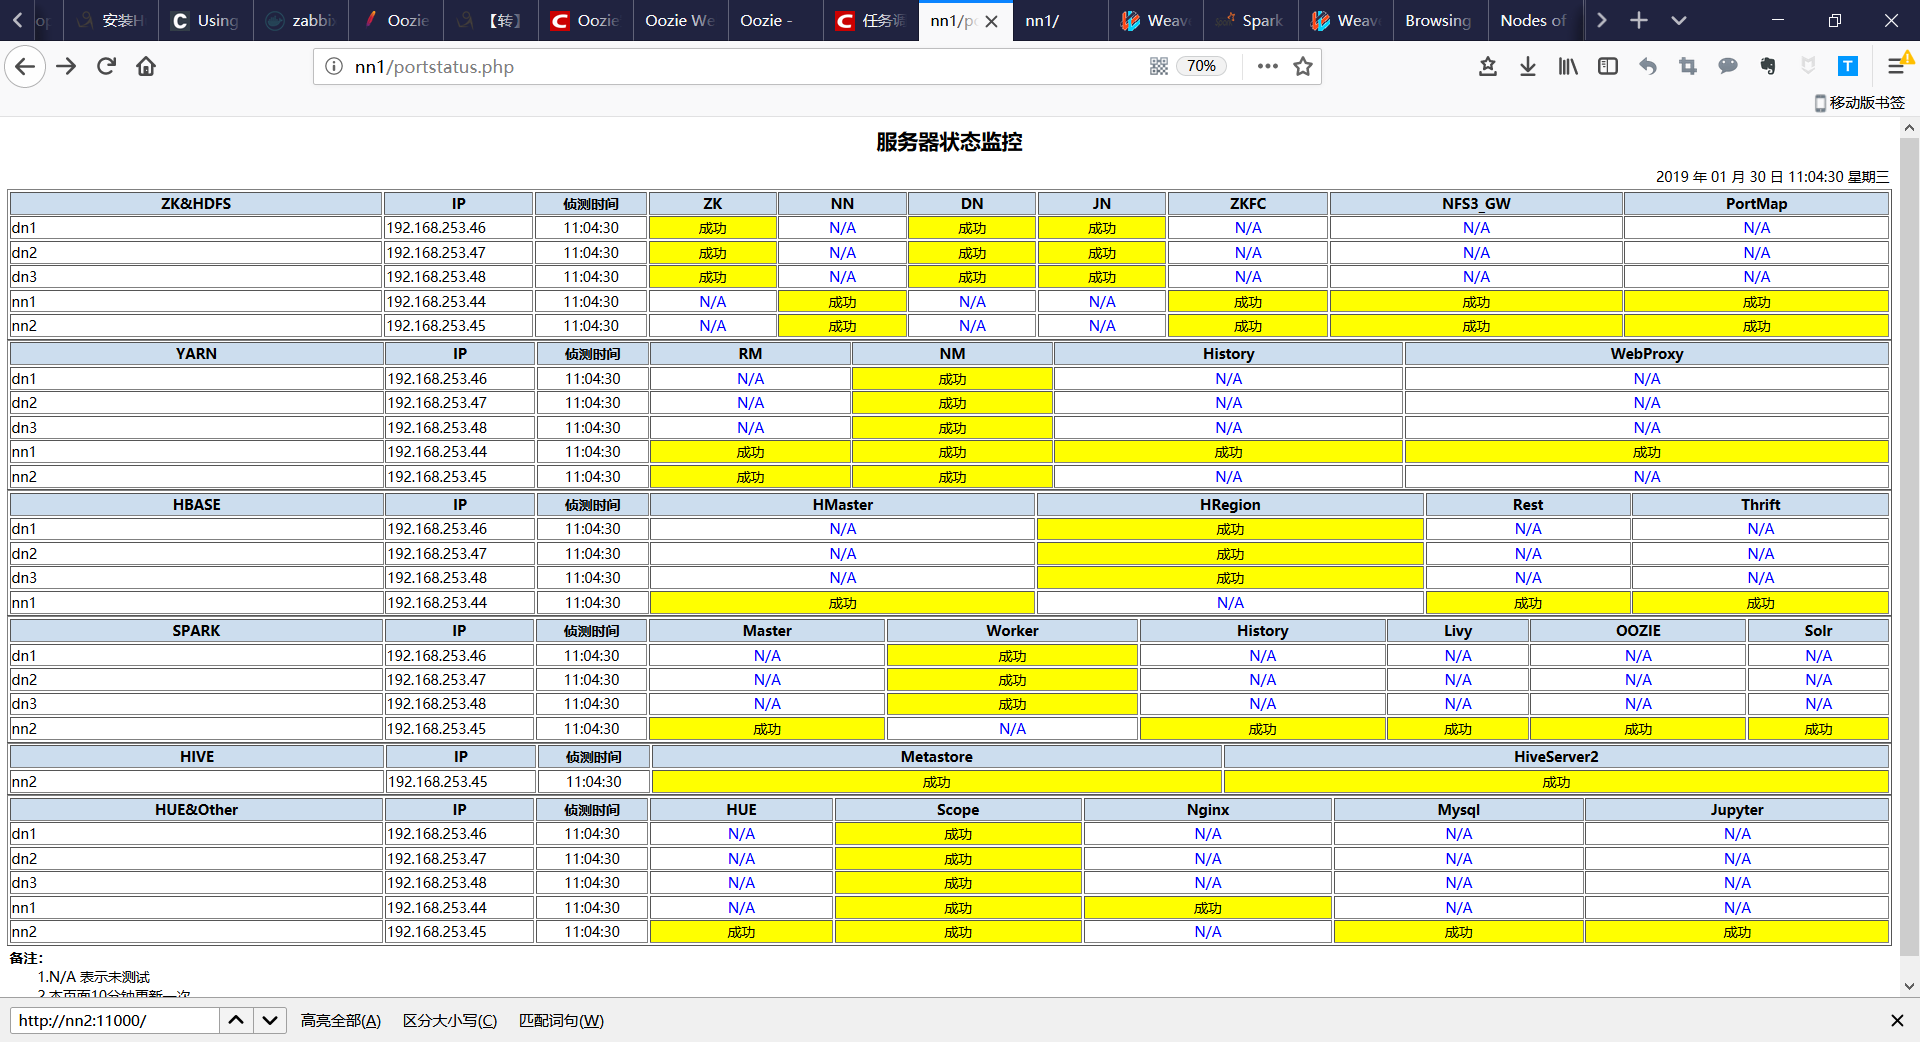 安装H
Using
zabbi
Oozie
【转】
Oozie
Oozie We
Oozie -
任务调
nn1/po
nn1/
Weav
Spark
Weav
Browsing
Nodes of
nn1/portstatus.php
70%
移动版书签
服务器状态监控
2019 年 01 月 30 日 11:04:30 星期三
ZK&HDFS IP 侦测时间 ZK NN DN JN ZKFC NFS3_GW PortMap
dn1 192.168.253.46 11:04:30 成功 N/A 成功 成功 N/A N/A N/A
dn2 192.168.253.47 11:04:30 成功 N/A 成功 成功 N/A N/A N/A
dn3 192.168.253.48 11:04:30 成功 N/A 成功 成功 N/A N/A N/A
nn1 192.168.253.44 11:04:30 N/A 成功 N/A N/A 成功 成功 成功
nn2 192.168.253.45 11:04:30 N/A 成功 N/A N/A 成功 成功 成功
YARN IP 侦测时间 RM NM History WebProxy
dn1 192.168.253.46 11:04:30 N/A 成功 N/A N/A
dn2 192.168.253.47 11:04:30 N/A 成功 N/A N/A
dn3 192.168.253.48 11:04:30 N/A 成功 N/A N/A
nn1 192.168.253.44 11:04:30 成功 成功 成功 成功
nn2 192.168.253.45 11:04:30 成功 成功 N/A N/A
HBASE IP 侦测时间 HMaster HRegion Rest Thrift
dn1 192.168.253.46 11:04:30 N/A 成功 N/A N/A
dn2 192.168.253.47 11:04:30 N/A 成功 N/A N/A
dn3 192.168.253.48 11:04:30 N/A 成功 N/A N/A
nn1 192.168.253.44 11:04:30 成功 N/A 成功 成功
SPARK IP 侦测时间 Master Worker History Livy OOZIE Solr
dn1 192.168.253.46 11:04:30 N/A 成功 N/A N/A N/A N/A
dn2 192.168.253.47 11:04:30 N/A 成功 N/A N/A N/A N/A
dn3 192.168.253.48 11:04:30 N/A 成功 N/A N/A N/A N/A
nn2 192.168.253.45 11:04:30 成功 N/A 成功 成功 成功 成功
HIVE IP 侦测时间 Metastore HiveServer2
nn2 192.168.253.45 11:04:30 成功 成功
HUE&Other IP 侦测时间 HUE Scope Nginx Mysql Jupyter
dn1 192.168.253.46 11:04:30 N/A 成功 N/A N/A N/A
dn2 192.168.253.47 11:04:30 N/A 成功 N/A N/A N/A
dn3 192.168.253.48 11:04:30 N/A 成功 N/A N/A N/A
nn1 192.168.253.44 11:04:30 N/A 成功 成功 N/A N/A
nn2 192.168.253.45 11:04:30 成功 成功 N/A 成功 成功
备注：
1.N/A 表示未测试
2.本页面10分钟更新一次
http://nn2:11000/ 高亮全部(A) 区分大小写(C) 匹配词句(W)